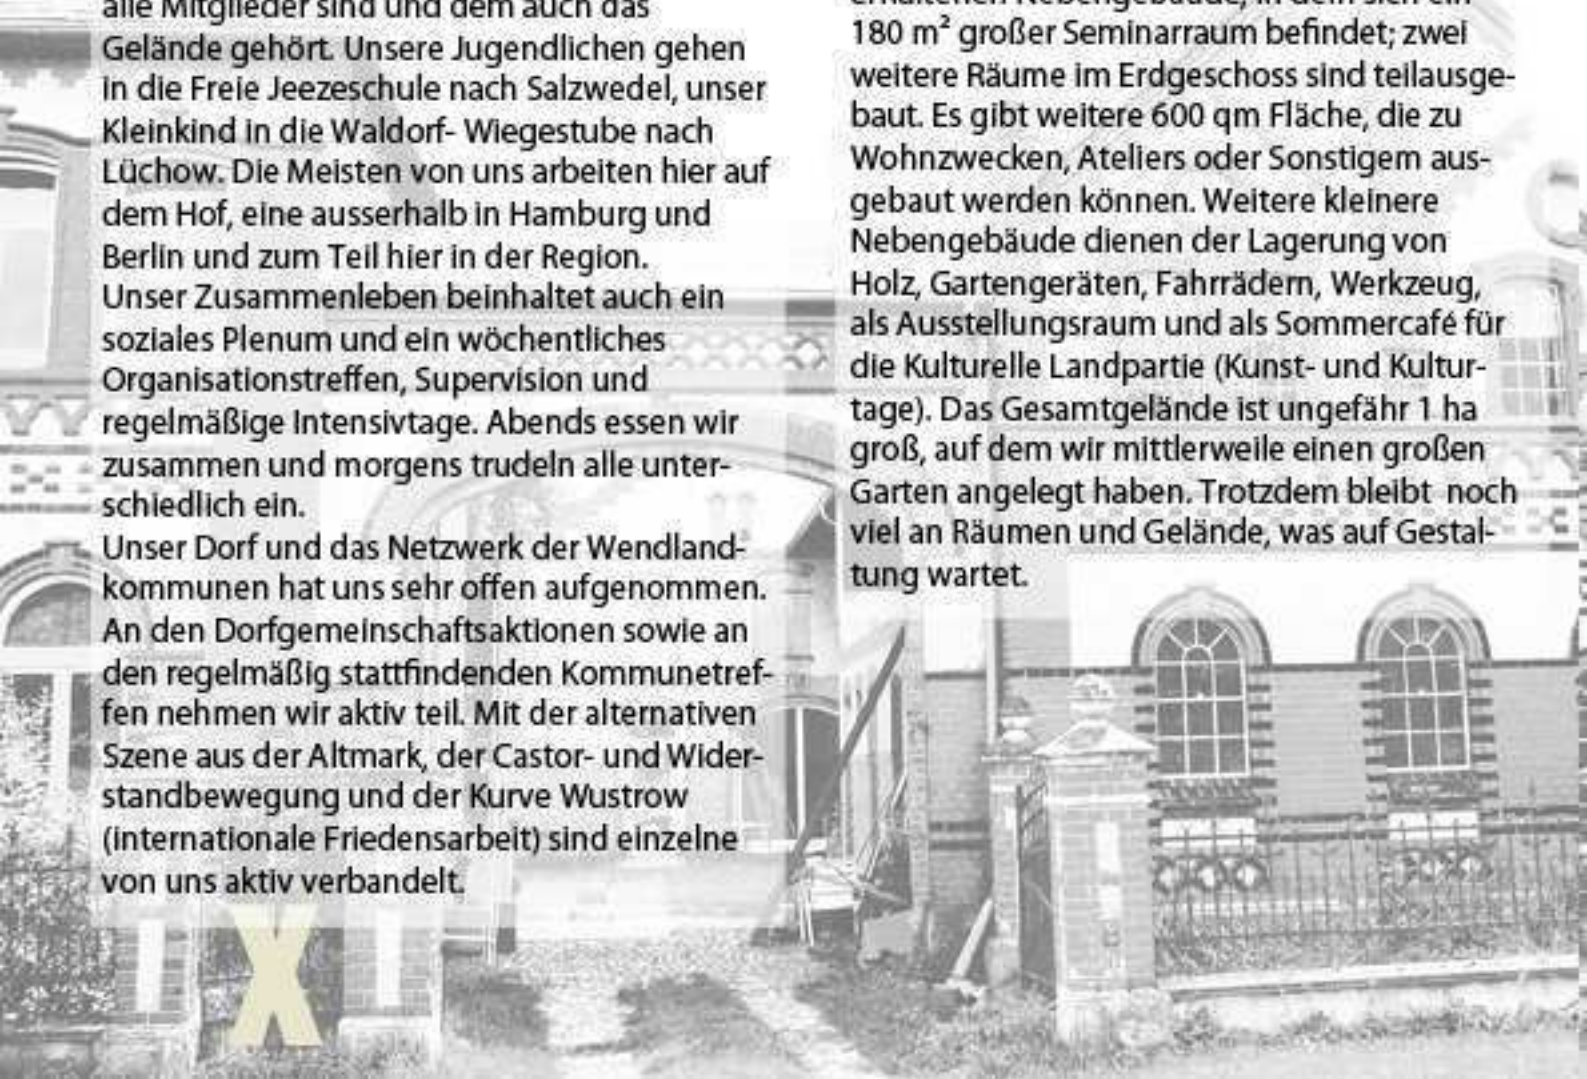 alle Mitglieder sind und dem auch das
Gelände gehört. Unsere Jugendlichen gehen
in die Freie Jeezeschule nach Salzwedel, unser
Kleinkind in die Waldorf- Wiegestube nach
Lüchow. Die Meisten von uns arbeiten hier auf
dem Hof, eine ausserhalb in Hamburg und
Berlin und zum Teil hier in der Region.
Unser Zusammenleben beinhaltet auch ein
soziales Plenum und ein wöchentliches
Organisationstreffen, Supervision und
regelmäßige Intensivtage. Abends essen wir
zusammen und morgens trudeln alle unter-
schiedlich ein.
Unser Dorf und das Netzwerk der Wendland-
kommunen hat uns sehr offen aufgenommen.
An den Dorfgemeinschaftsaktionen sowie an
den regelmäßig stattfindenden Kommunetref-
fen nehmen wir aktiv teil. Mit der alternativen
Szene aus der Altmark, der Castor- und Wider-
standbewegung und der Kurve Wustrow
(internationale Friedensarbeit) sind einzelne
von uns aktiv verbandelt.
X
erhaltenen Nebengebäude, in dem sich ein
180 m² großer Seminarraum befindet; zwei
weitere Räume im Erdgeschoss sind teilausge-
baut. Es gibt weitere 600 qm Fläche, die zu
Wohnzwecken, Ateliers oder Sonstigem aus-
gebaut werden können. Weitere kleinere
Nebengebäude dienen der Lagerung von
Holz, Gartengeräten, Fahrrädern, Werkzeug,
als Ausstellungsraum und als Sommercafé für
die Kulturelle Landpartie (Kunst- und Kultur-
tage). Das Gesamtgelände ist ungefähr 1 ha
groß, auf dem wir mittlerweile einen großen
Garten angelegt haben. Trotzdem bleibt noch
viel an Räumen und Gelände, was auf Gestal-
tung wartet.